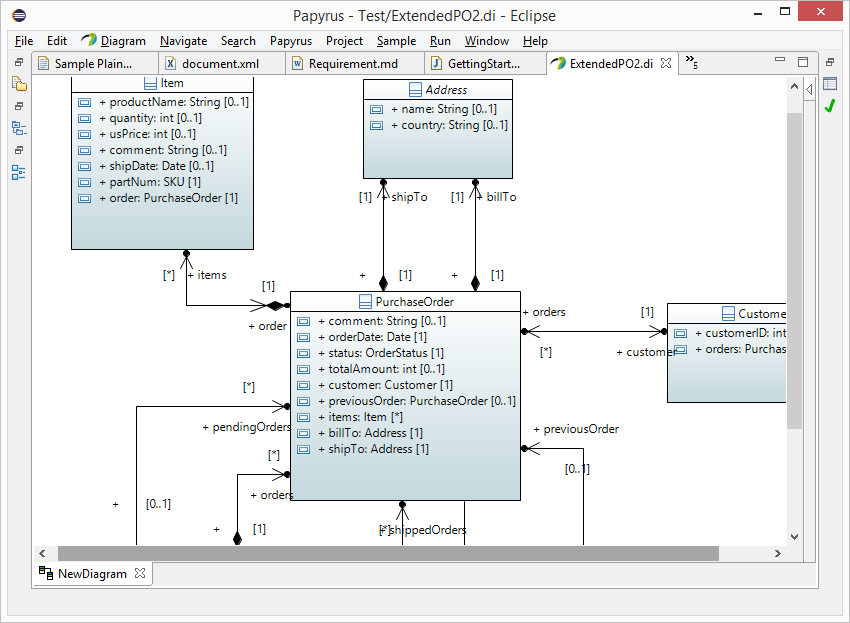 Papyrus - Test/ExtendedPO2.di - Eclipse
File Edit Diagram Navigate Search Papyrus Project Sample Run Window Help
Sample Plain... document.xml Requirement.md GettingStart... ExtendedPO2.di »5
Item
+ productName: String [0..1]
+ quantity: int [0..1]
+ usPrice: int [0..1]
+ comment: String [0..1]
+ shipDate: Date [0..1]
+ partNum: SKU [1]
+ order: PurchaseOrder [1]
Address
+ name: String [0..1]
+ country: String [0..1]
[1] + shipTo [1] + billTo
[*] + items
+ [1] + [1]
[1]
+ order
PurchaseOrder
+ comment: String [0..1]
+ orderDate: Date [1]
+ status: OrderStatus [1]
+ totalAmount: int [0..1]
+ customer: Customer [1]
+ previousOrder: PurchaseOrder [0..1]
+ items: Item [*]
+ billTo: Address [1]
+ shipTo: Address [1]
+ orders [1]
[*] + customer
Custome
+ customerID: int
+ orders: Purchas
[*]
+ pendingOrders
+ previousOrder
[0..1]
[*]
+ orders
+ [0..1]
+ [1]
[*] shippedOrders
NewDiagram